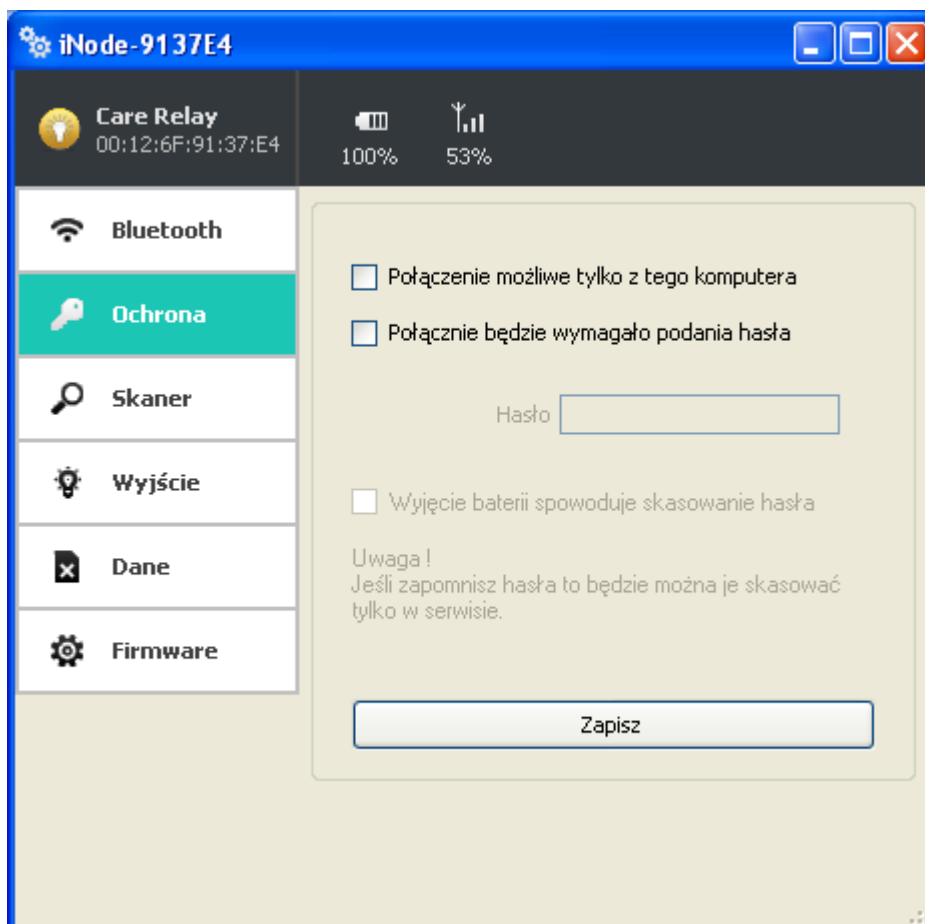 iNode-9137E4
Care Relay
00:12:6F:91:37:E4
100%
53%
Bluetooth
Ochrona
Skaner
Wyjście
Dane
Firmware
Połączenie możliwe tylko z tego komputera
Połącznie będzie wymagało podania hasła
Hasło
Wyjęcie baterii spowoduje skasowanie hasła
Uwaga !
Jeśli zapomnisz hasła to będzie można je skasować
tylko w serwisie.
Zapisz